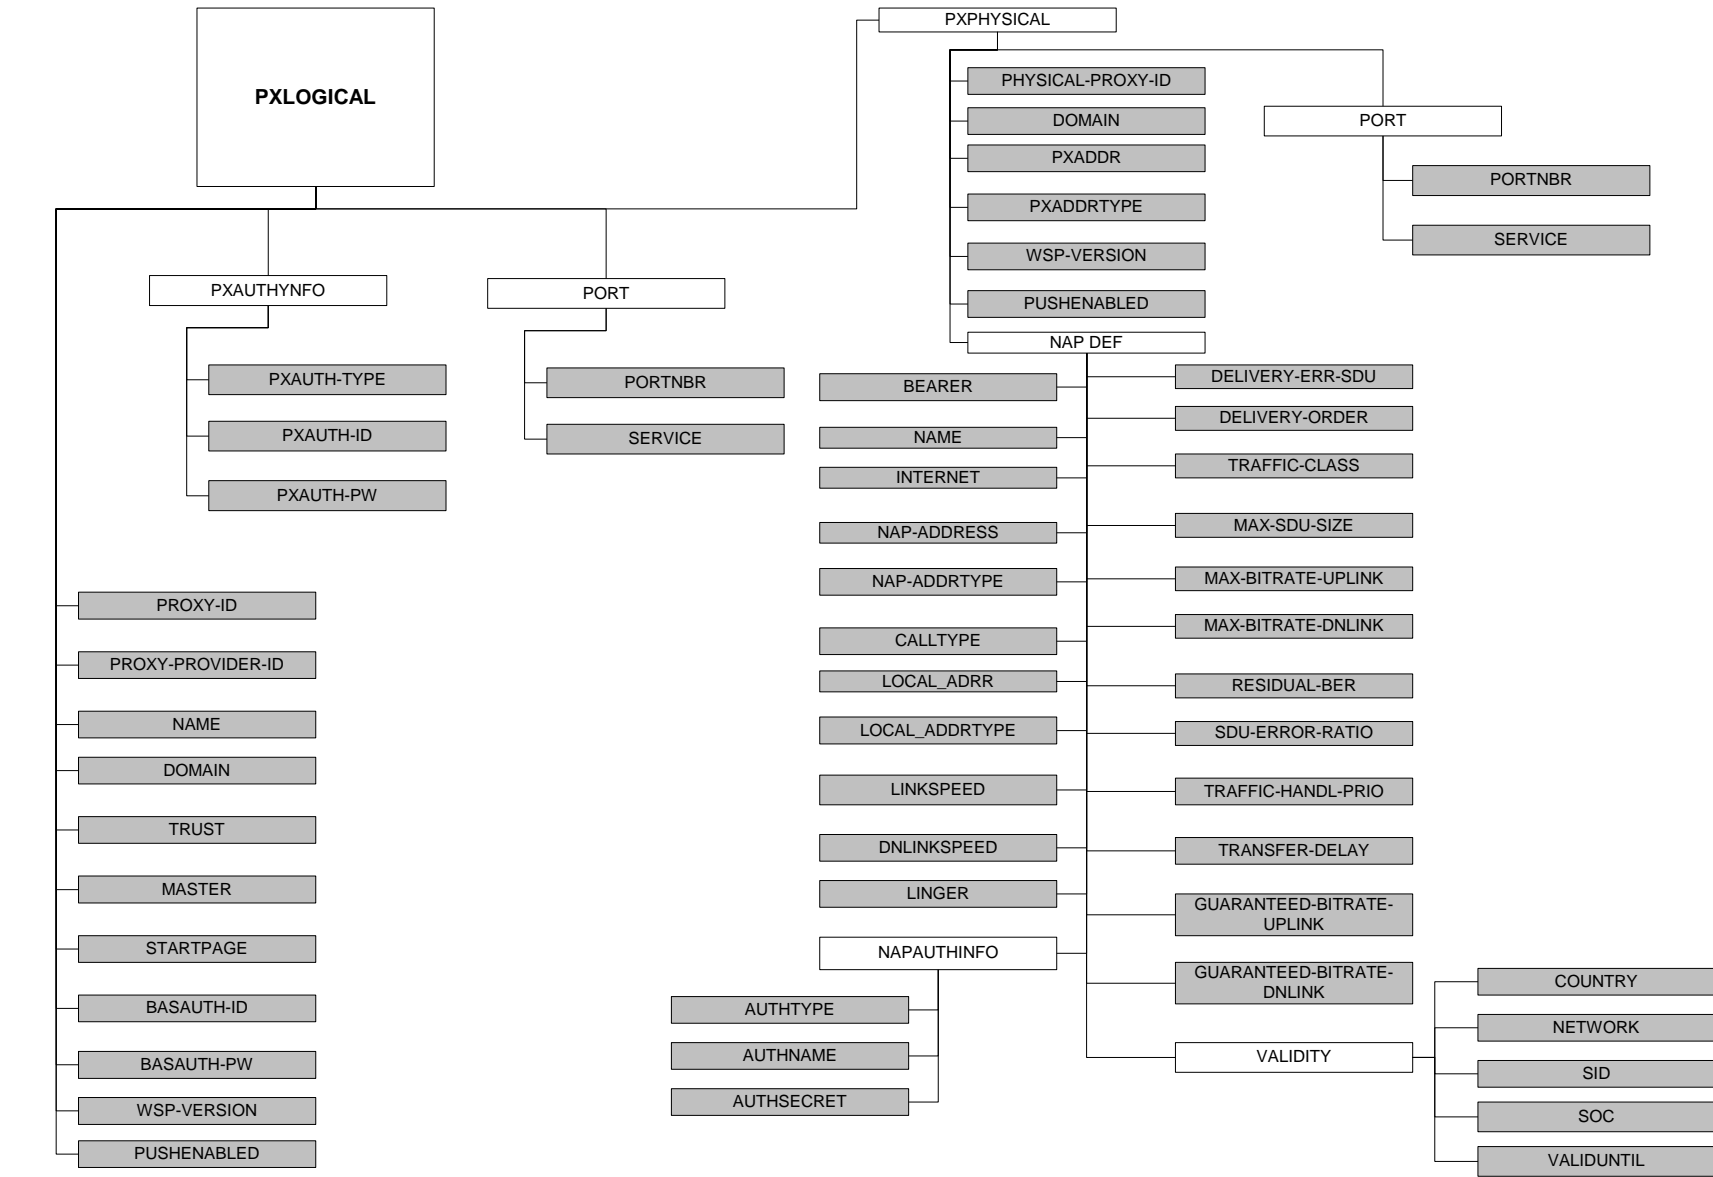 PXLOGICAL
PXPHYSICAL
PHYSICAL-PROXY-ID
DOMAIN
PXADDR
PXADDRTYPE
WSP-VERSION
PUSHENABLED
NAP DEF
PORT
PORTNBR
SERVICE
PXAUTHYNFO
PXAUTH-TYPE
PXAUTH-ID
PXAUTH-PW
PORT
PORTNBR
SERVICE
PROXY-ID
PROXY-PROVIDER-ID
NAME
DOMAIN
TRUST
MASTER
STARTPAGE
BASAUTH-ID
BASAUTH-PW
WSP-VERSION
PUSHENABLED
BEARER
NAME
INTERNET
NAP-ADDRESS
NAP-ADDRTYPE
CALLTYPE
LOCAL_ADRR
LOCAL_ADDRTYPE
LINKSPEED
DNLINKSPEED
LINGER
NAPAUTHINFO
AUTHTYPE
AUTHNAME
AUTHSECRET
DELIVERY-ERR-SDU
DELIVERY-ORDER
TRAFFIC-CLASS
MAX-SDU-SIZE
MAX-BITRATE-UPLINK
MAX-BITRATE-DNLINK
RESIDUAL-BER
SDU-ERROR-RATIO
TRAFFIC-HANDL-PRIO
TRANSFER-DELAY
GUARANTEED-BITRATE-
UPLINK
GUARANTEED-BITRATE-
DNLINK
VALIDITY
COUNTRY
NETWORK
SID
SOC
VALIDUNTIL